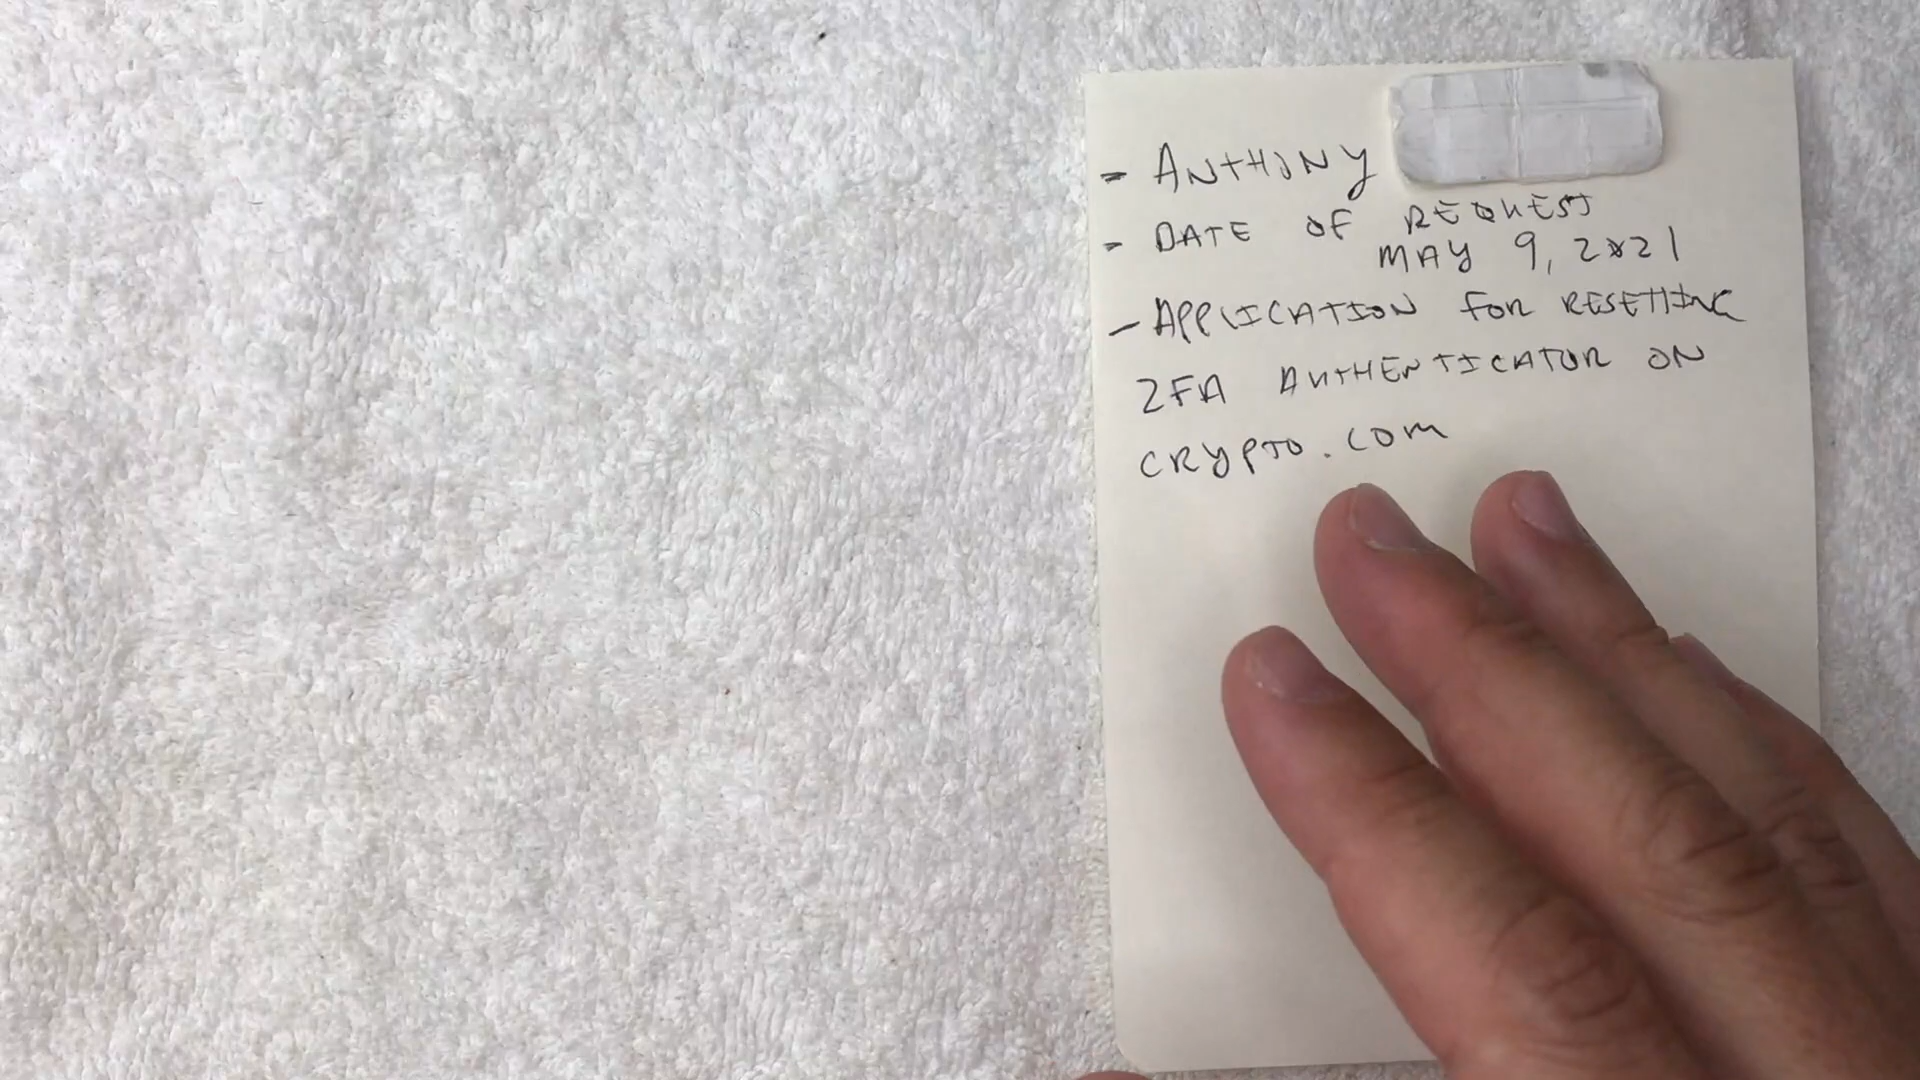 - ANTHONY
- DATE OF REQUEST
MAY 9, 2021
- APPLICATION FOR RESETTING
2FA AUTHENTICATOR ON
CRYPTO.COM